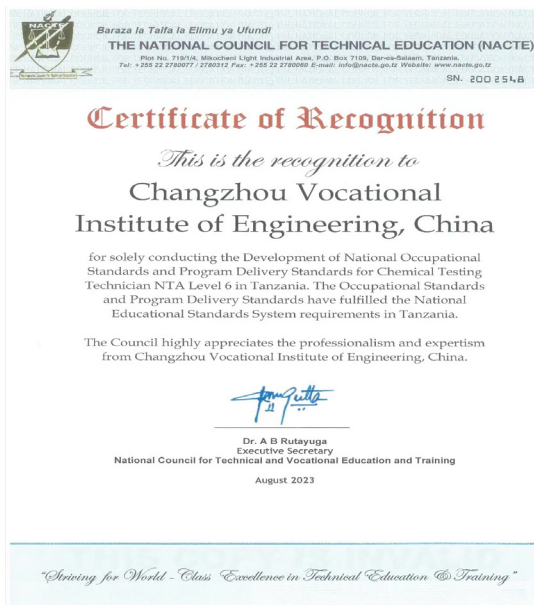 NACTE
Baraza la Taifa la Elimu ya Ufundi
THE NATIONAL COUNCIL FOR TECHNICAL EDUCATION (NACTE)
Plot No. 719/1/4, Mikocheni Light Industrial Area, P.O. Box 7109, Dar-es-Salaam, Tanzania.
Tel: +255 22 2780077 / 2780312 Fax: +255 22 2780060 E-mail: info@nacte.go.tz Website: www.nacte.go.tz
SN. 2002548
Certificate of Recognition
This is the recognition to
Changzhou Vocational
Institute of Engineering, China
for solely conducting the Development of National Occupational
Standards and Program Delivery Standards for Chemical Testing
Technician NTA Level 6 in Tanzania. The Occupational Standards
and Program Delivery Standards have fulfilled the National
Educational Standards System requirements in Tanzania.
The Council highly appreciates the professionalism and expertism
from Changzhou Vocational Institute of Engineering, China.
Dr. A B Rutayuga
Executive Secretary
National Council for Technical and Vocational Education and Training
August 2023
"Striving for World - Class Excellence in Technical Education & Training"